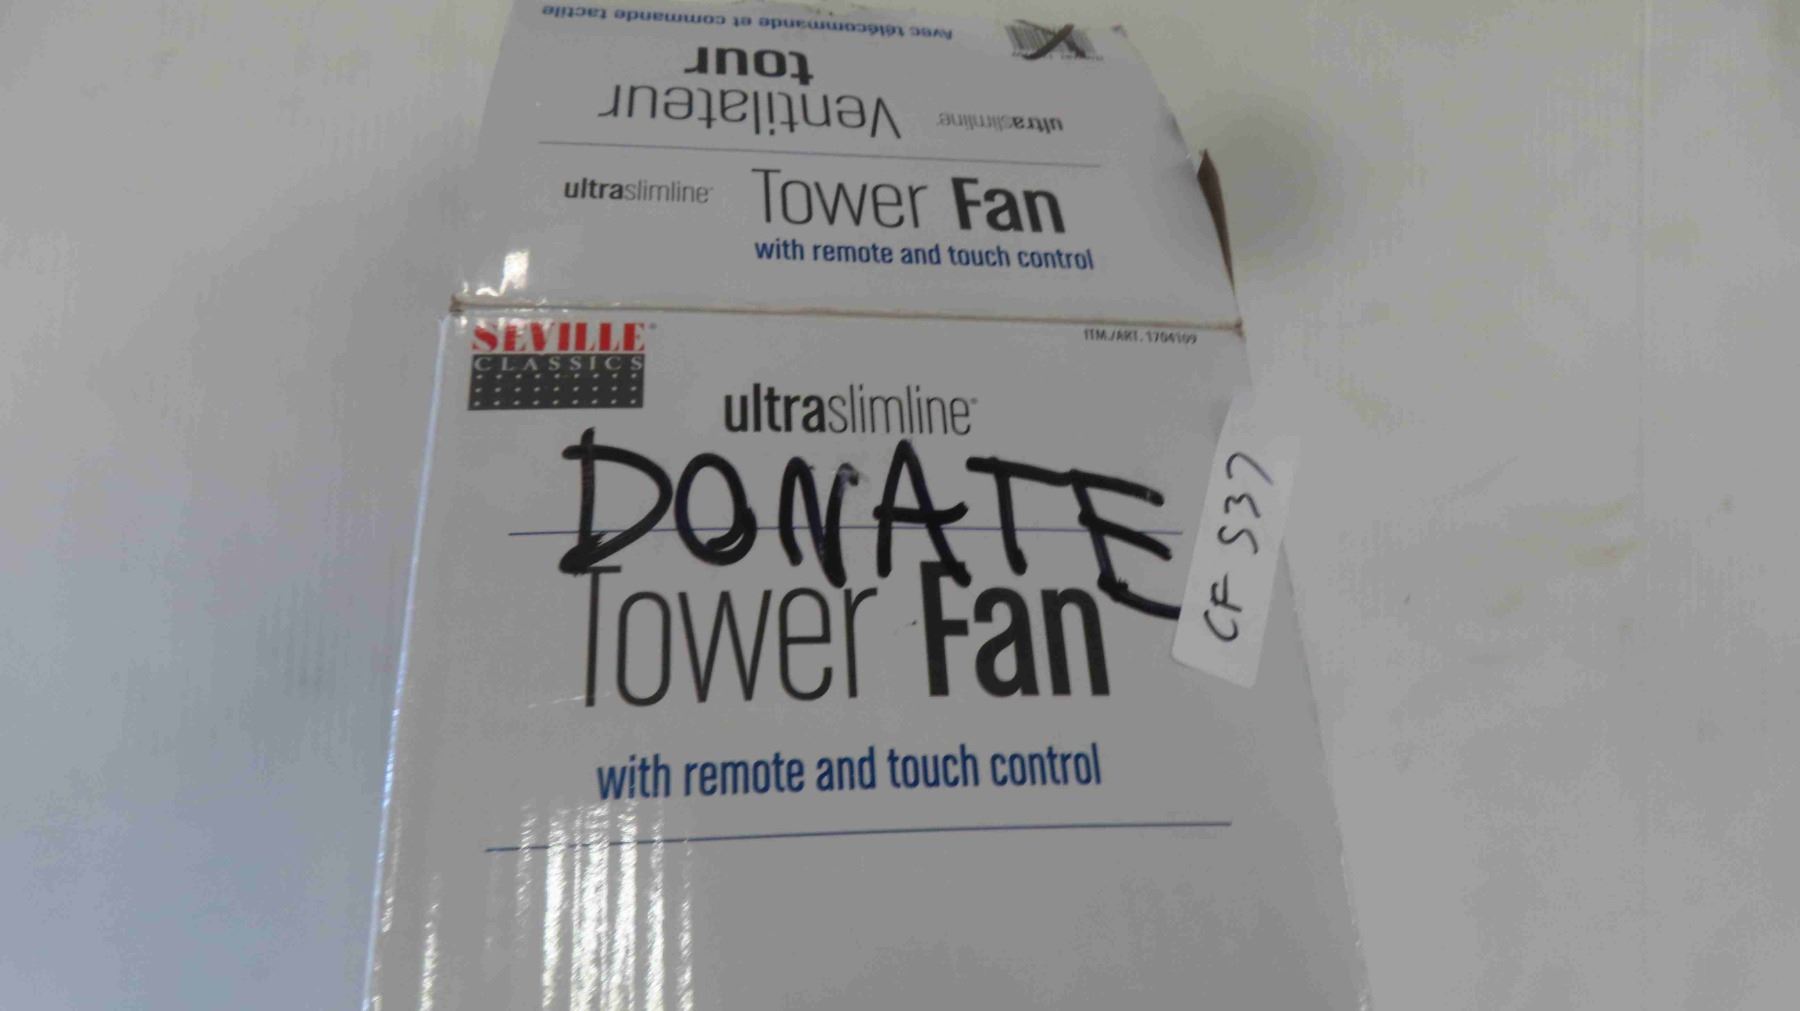 Avec télécommande et commande tactile
Ventilateur
tour
ultraslimline
ultraslimline
Tower Fan
with remote and touch control
SEVILLE
CLASSICS
ITM./ART. 1704109
ultraslimline
DONATE
Tower Fan
with remote and touch control
CF S37